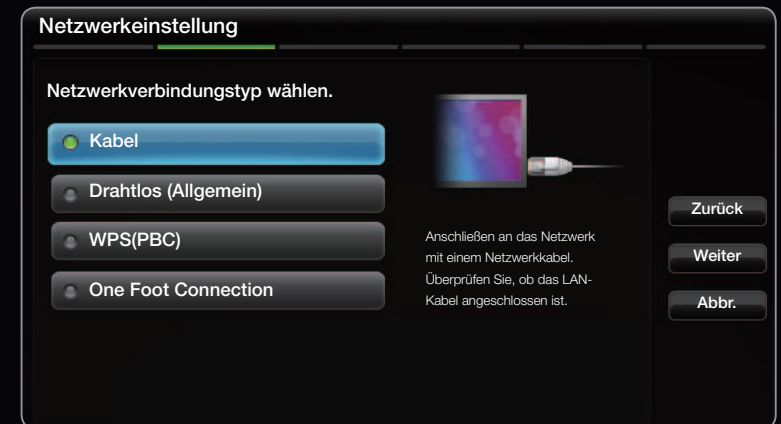 Netzwerkeinstellung
Netzwerkverbindungstyp wählen.
Kabel
Drahtlos (Allgemein)
WPS(PBC)
One Foot Connection
Anschließen an das Netzwerk
mit einem Netzwerkkabel.
Überprüfen Sie, ob das LAN-
Kabel angeschlossen ist.
Zurück
Weiter
Abbr.